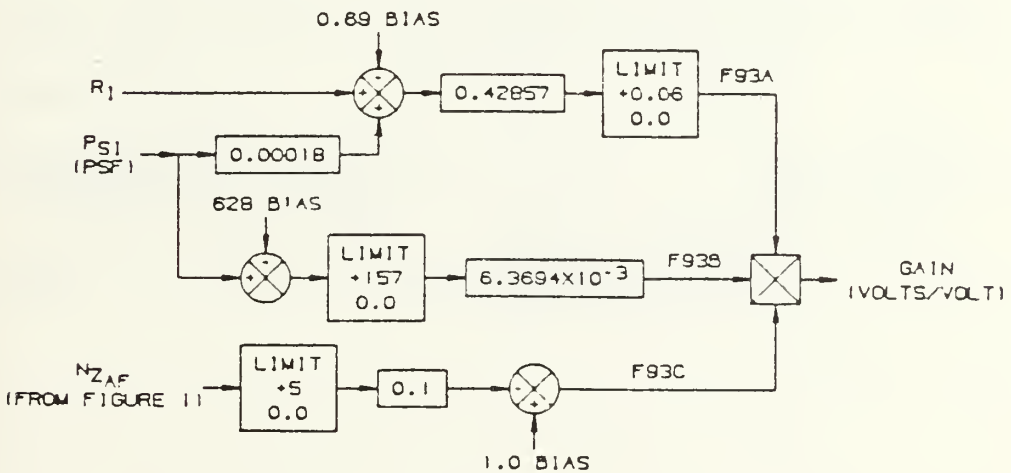 0.89 BIAS
R1
0.42857
LIMIT
+0.06
0.0
F93A
PSI
(PSF)
0.00018
628 BIAS
LIMIT
+157
0.0
6.3694X10-3
F93B
GAIN
(VOLTS/VOLT)
NZAF
(FROM FIGURE 1)
LIMIT
+5
0.0
0.1
F93C
1.0 BIAS